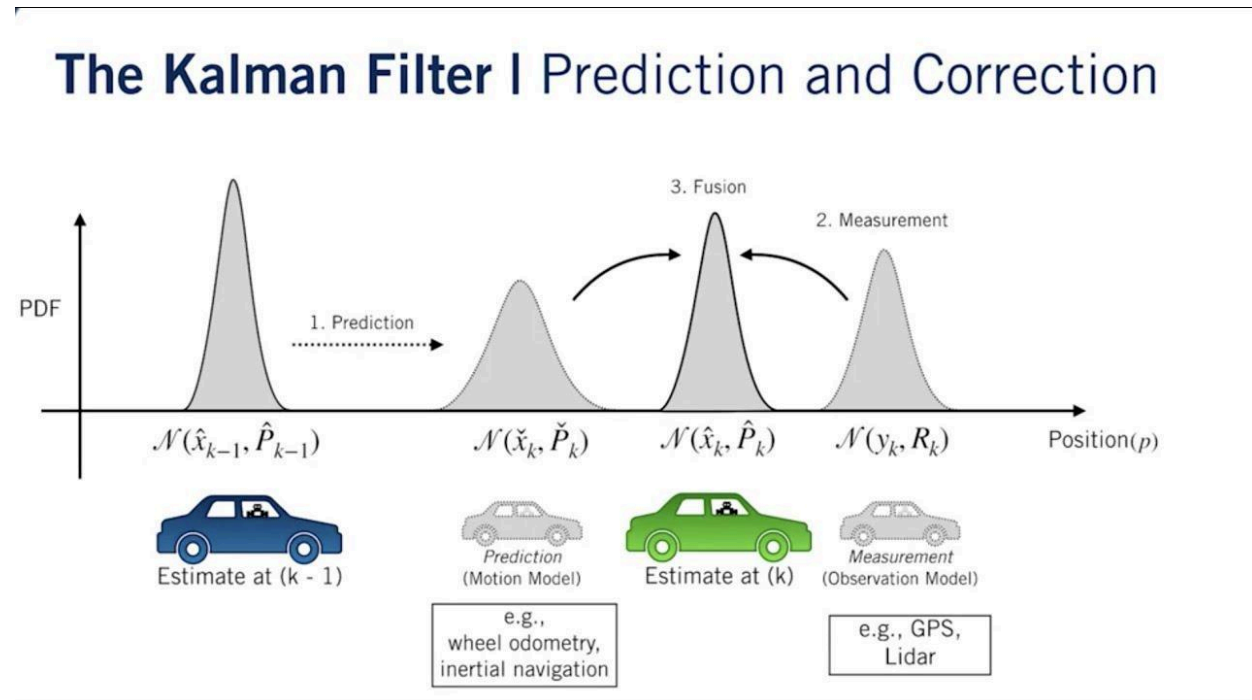 The Kalman Filter | Prediction and Correction
3. Fusion
2. Measurement
PDF
1. Prediction
𝒩(x̂ₖ₋₁, P̂ₖ₋₁)
𝒩(x̌ₖ, P̌ₖ)
𝒩(x̂ₖ, P̂ₖ)
𝒩(yₖ, Rₖ)
Position(p)
Estimate at (k - 1)
Prediction
(Motion Model)
Estimate at (k)
Measurement
(Observation Model)
e.g.,
wheel odometry,
inertial navigation
e.g., GPS,
Lidar